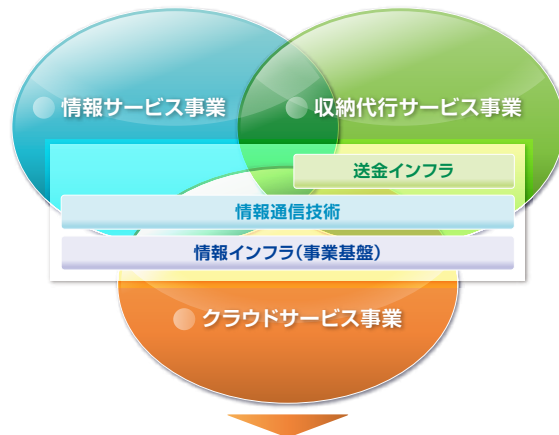 情報サービス事業
収納代行サービス事業
送金インフラ
情報通信技術
情報インフラ(事業基盤)
クラウドサービス事業